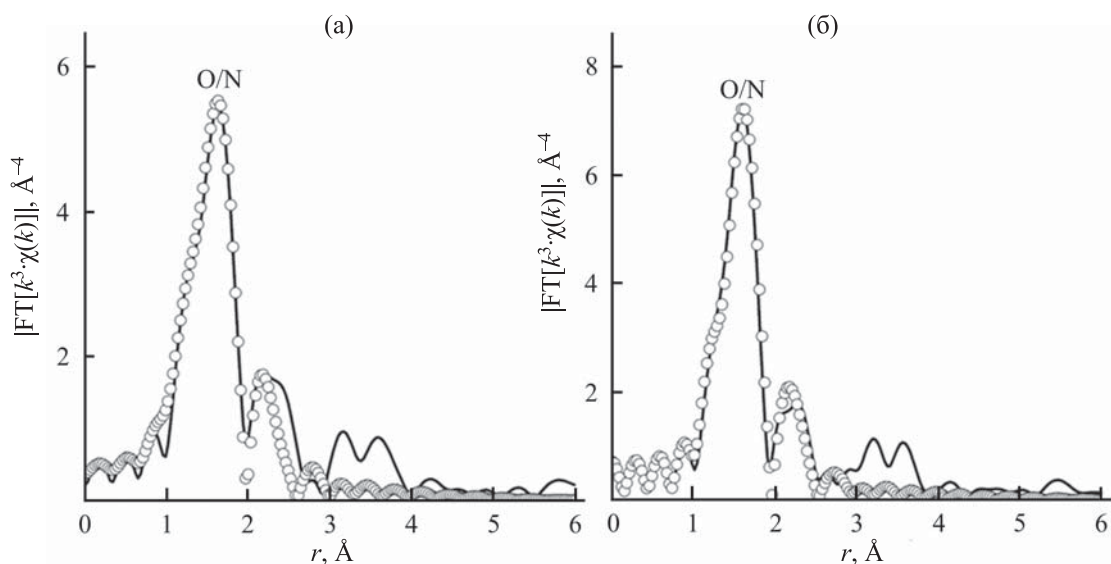 (а) (б)
6 8
O/N O/N
|FT[k³·χ(k)]|, Å⁻⁴ |FT[k³·χ(k)]|, Å⁻⁴
6
4 4
2 2
0 1 2 3 4 5 6 0 1 2 3 4 5 6
r, Å r, Å